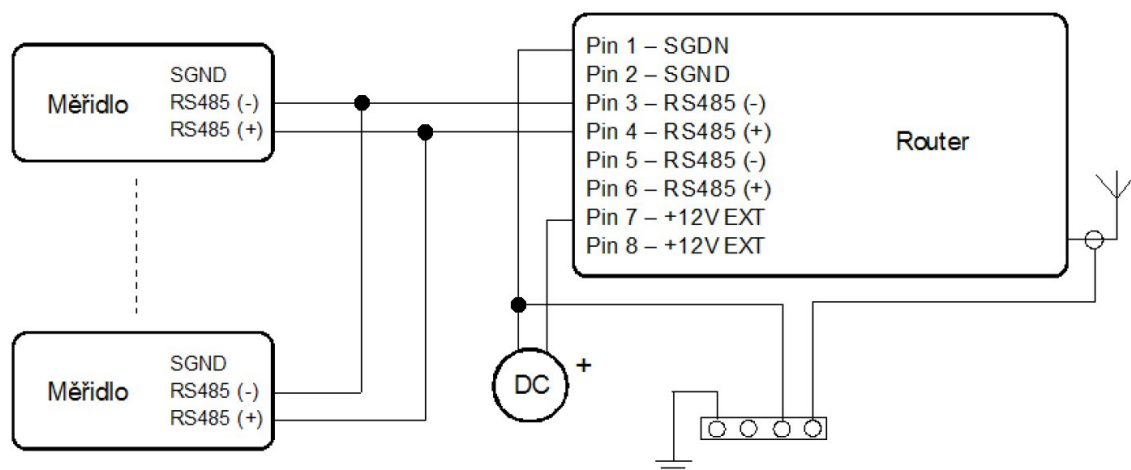 Měřidlo
SGND
RS485 (-)
RS485 (+)
Pin 1 – SGDN
Pin 2 – SGND
Pin 3 – RS485 (-)
Pin 4 – RS485 (+)
Pin 5 – RS485 (-)
Pin 6 – RS485 (+)
Pin 7 – +12V EXT
Pin 8 – +12V EXT
Router
Měřidlo
SGND
RS485 (-)
RS485 (+)
DC
+